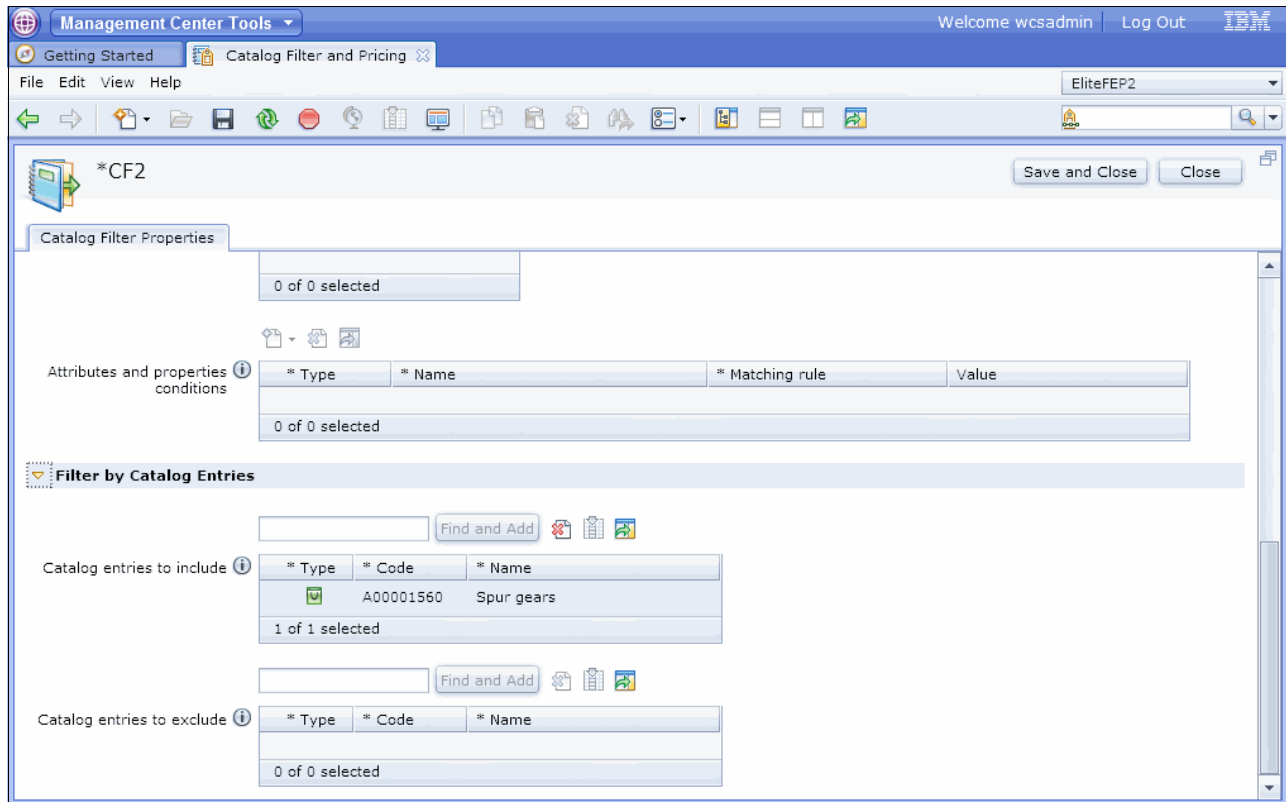 Management Center Tools
Welcome wcsadmin Log Out IBM
Getting Started Catalog Filter and Pricing
File Edit View Help EliteFEP2
*CF2 Save and Close Close
Catalog Filter Properties
0 of 0 selected
Attributes and properties conditions
* Type * Name * Matching rule Value
0 of 0 selected
Filter by Catalog Entries
Find and Add
Catalog entries to include
* Type * Code * Name
A00001560 Spur gears
1 of 1 selected
Find and Add
Catalog entries to exclude
* Type * Code * Name
0 of 0 selected